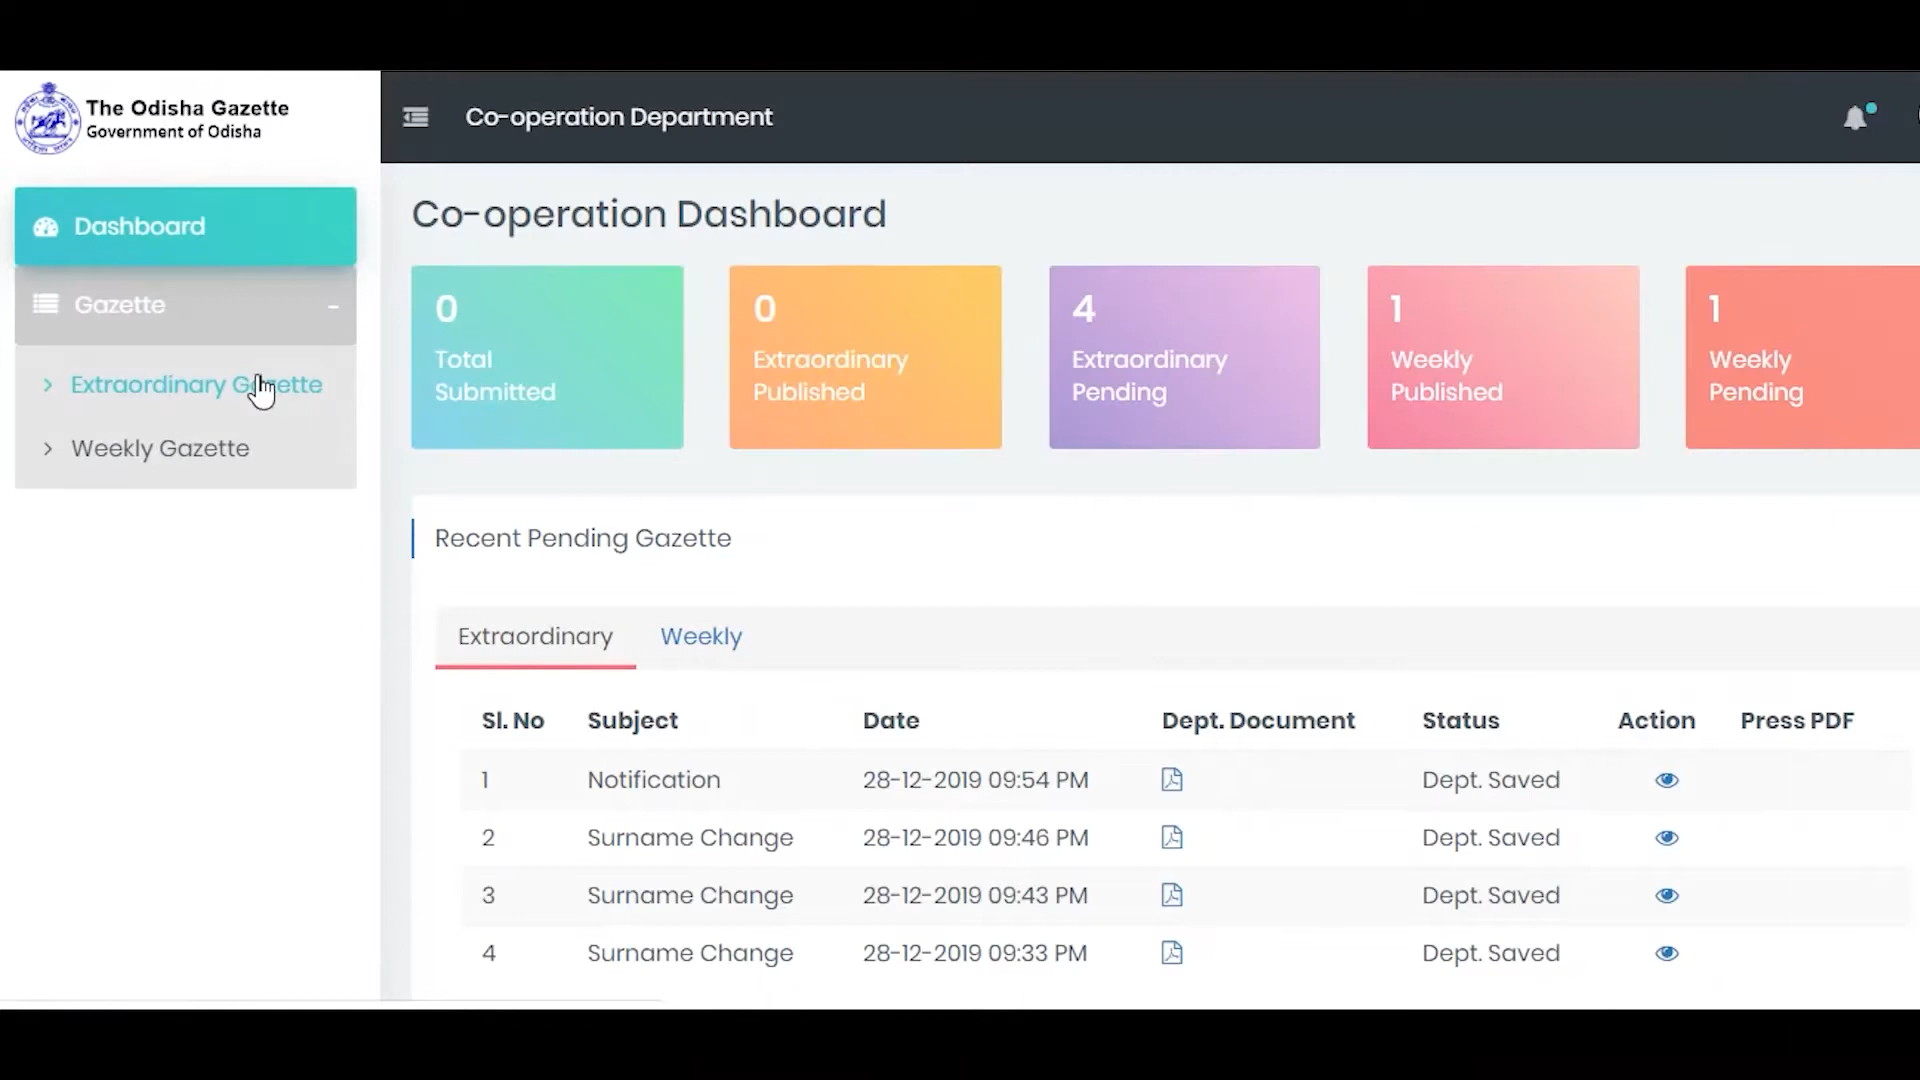 The Odisha Gazette
Government of Odisha
Co-operation Department
Dashboard
Gazette
Extraordinary Gazette
Weekly Gazette
Co-operation Dashboard
0
Total
Submitted
0
Extraordinary
Published
4
Extraordinary
Pending
1
Weekly
Published
1
Weekly
Pending
Recent Pending Gazette
Extraordinary Weekly
Sl. No Subject Date Dept. Document Status Action Press PDF
1 Notification 28-12-2019 09:54 PM Dept. Saved
2 Surname Change 28-12-2019 09:46 PM Dept. Saved
3 Surname Change 28-12-2019 09:43 PM Dept. Saved
4 Surname Change 28-12-2019 09:33 PM Dept. Saved